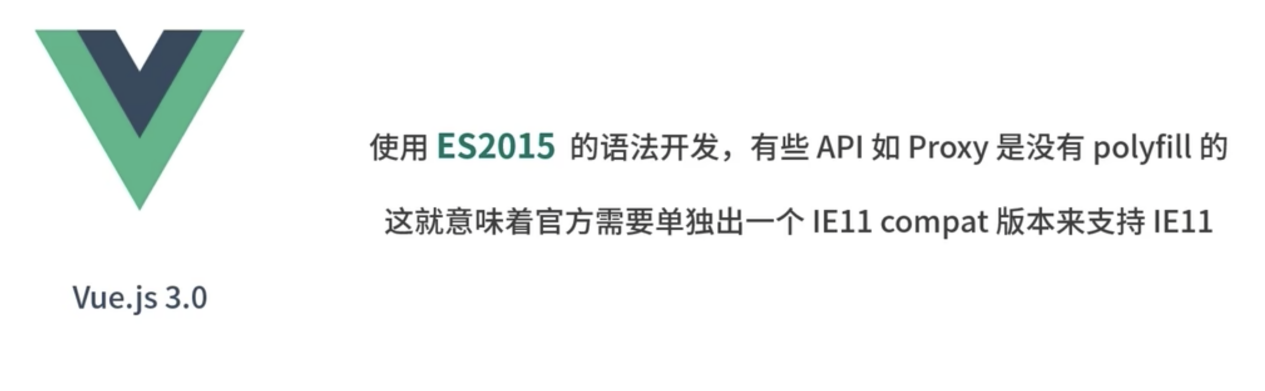 使用 ES2015 的语法开发，有些 API 如 Proxy 是没有 polyfill 的
这就意味着官方需要单独出一个 IE11 compat 版本来支持 IE11
Vue.js 3.0